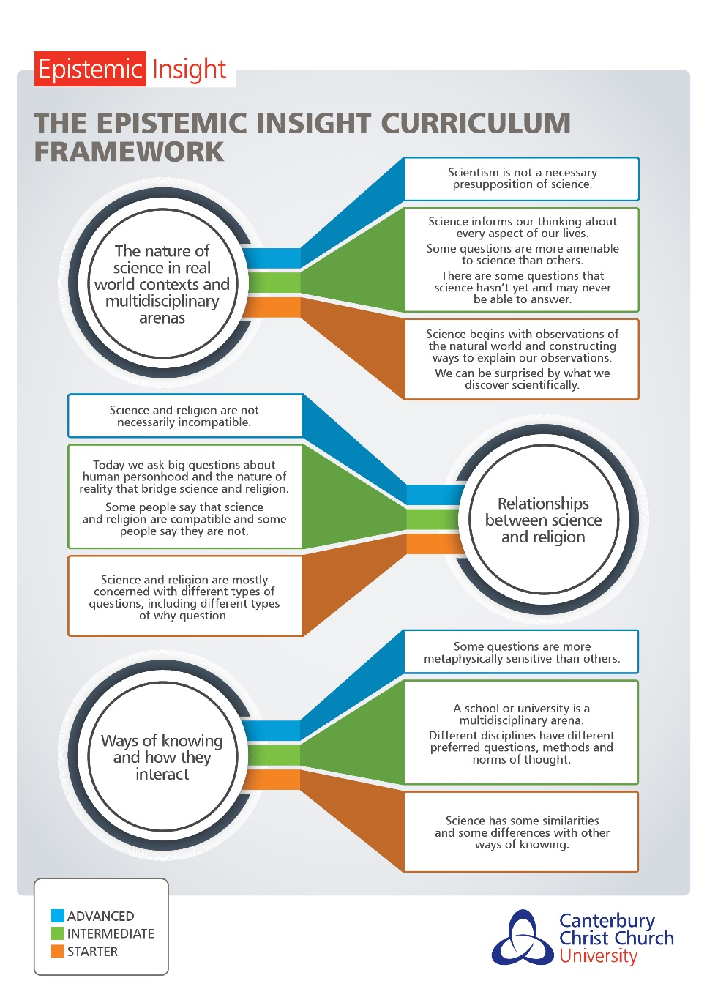 Epistemic Insight
THE EPISTEMIC INSIGHT CURRICULUM
FRAMEWORK
The nature of
science in real
world contexts and
multidisciplinary
arenas
Scientism is not a necessary
presupposition of science.
Science informs our thinking about
every aspect of our lives.
Some questions are more amenable
to science than others.
There are some questions that
science hasn't yet and may never
be able to answer.
Science begins with observations of
the natural world and constructing
ways to explain our observations.
We can be surprised by what we
discover scientifically.
Science and religion are not
necessarily incompatible.
Today we ask big questions about
human personhood and the nature of
reality that bridge science and religion.
Some people say that science
and religion are compatible and some
people say they are not.
Science and religion are mostly
concerned with different types of
questions, including different types
of why question.
Relationships
between science
and religion
Ways of knowing
and how they
interact
Some questions are more
metaphysically sensitive than others.
A school or university is a
multidisciplinary arena.
Different disciplines have different
preferred questions, methods and
norms of thought.
Science has some similarities
and some differences with other
ways of knowing.
ADVANCED
INTERMEDIATE
STARTER
Canterbury
Christ Church
University